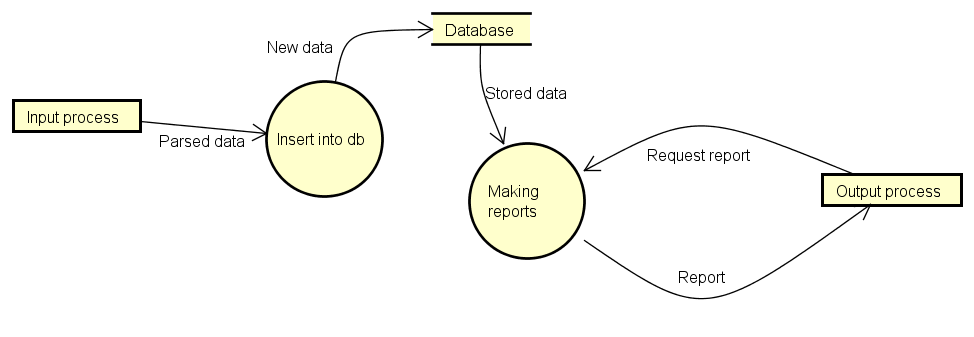 Database
New data
Stored data
Input process
Parsed data
Insert into db
Making
reports
Request report
Output process
Report